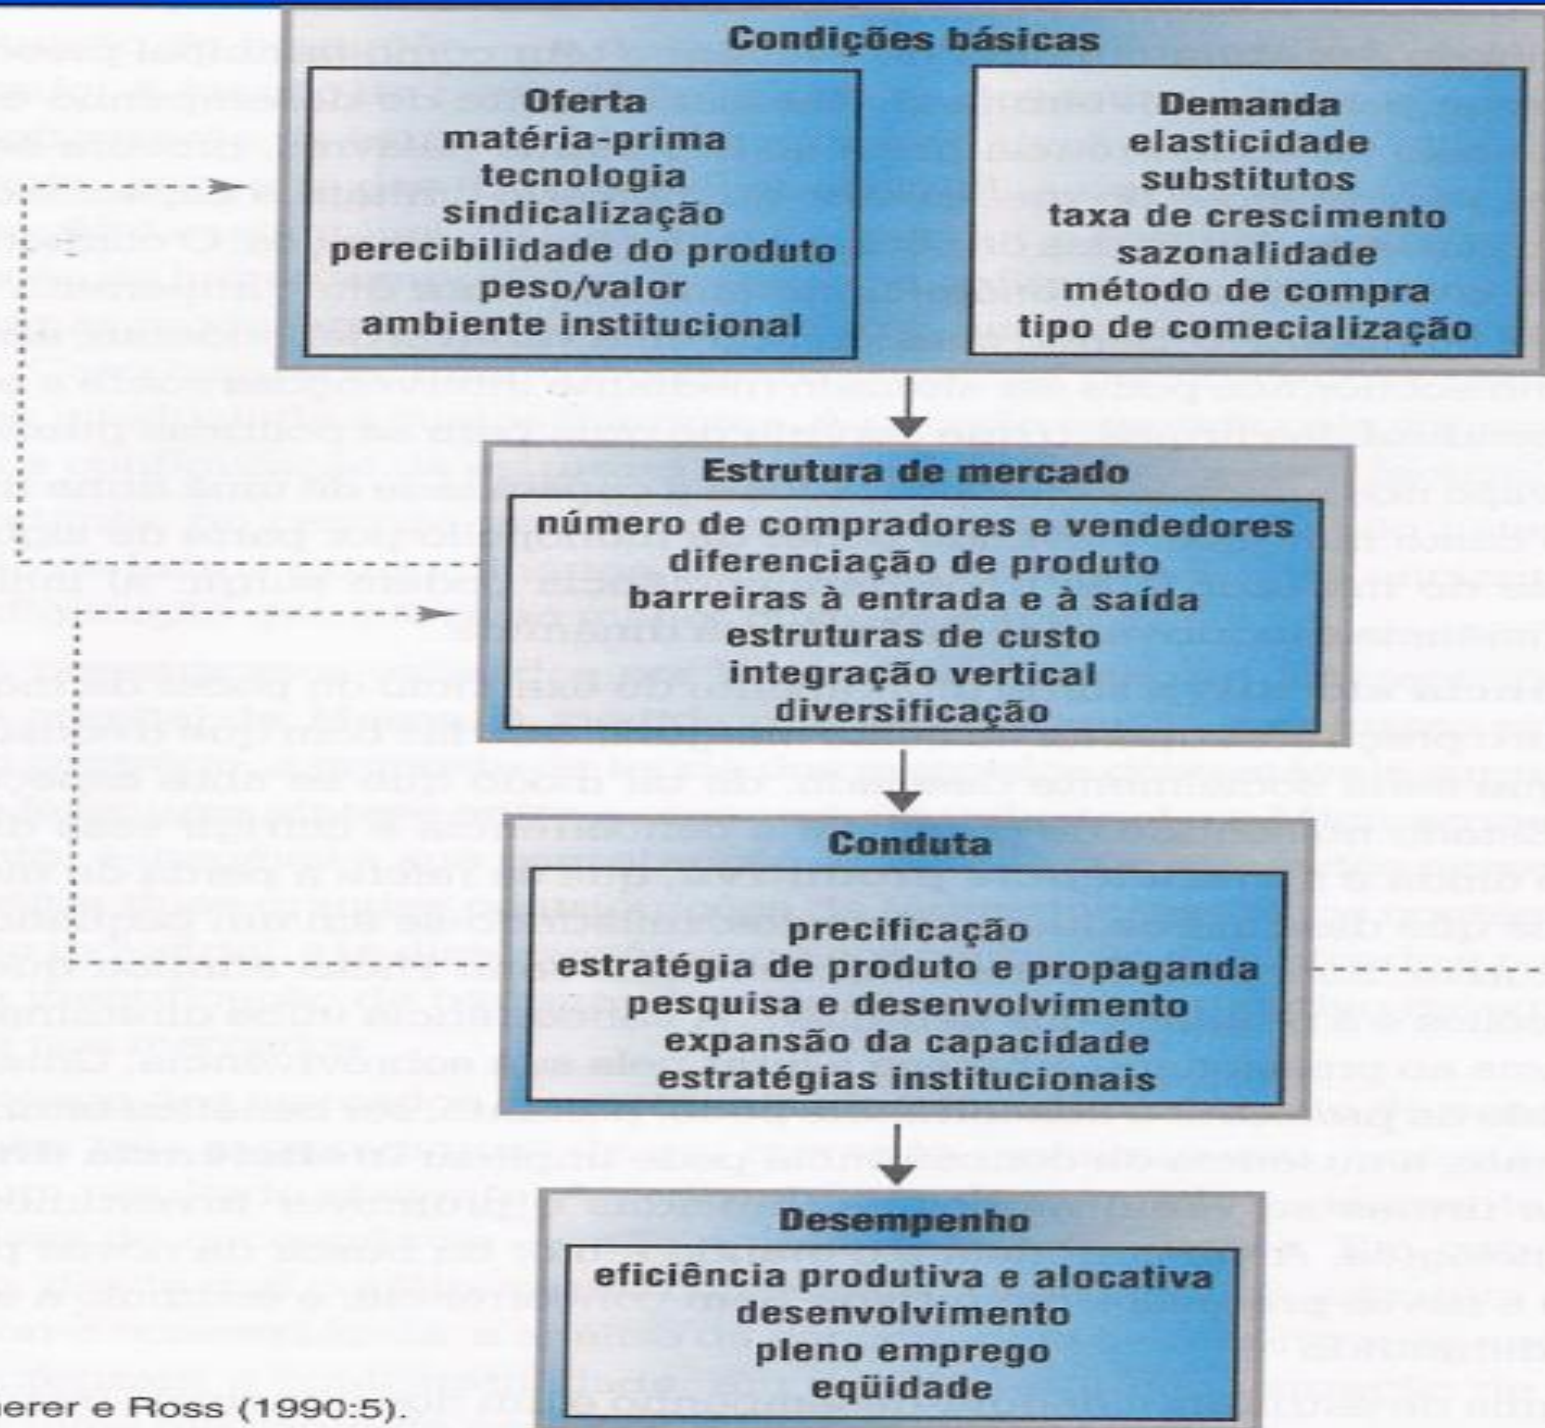 Condições básicas
Oferta
matéria-prima
tecnologia
sindicalização
perecibilidade do produto
peso/valor
ambiente institucional
Demanda
elasticidade
substitutos
taxa de crescimento
sazonalidade
método de compra
tipo de comecialização
Estrutura de mercado
número de compradores e vendedores
diferenciação de produto
barreiras à entrada e à saída
estruturas de custo
integração vertical
diversificação
Conduta
precificação
estratégia de produto e propaganda
pesquisa e desenvolvimento
expansão da capacidade
estratégias institucionais
Desempenho
eficiência produtiva e alocativa
desenvolvimento
pleno emprego
eqüidade
e Ross (1990:5).